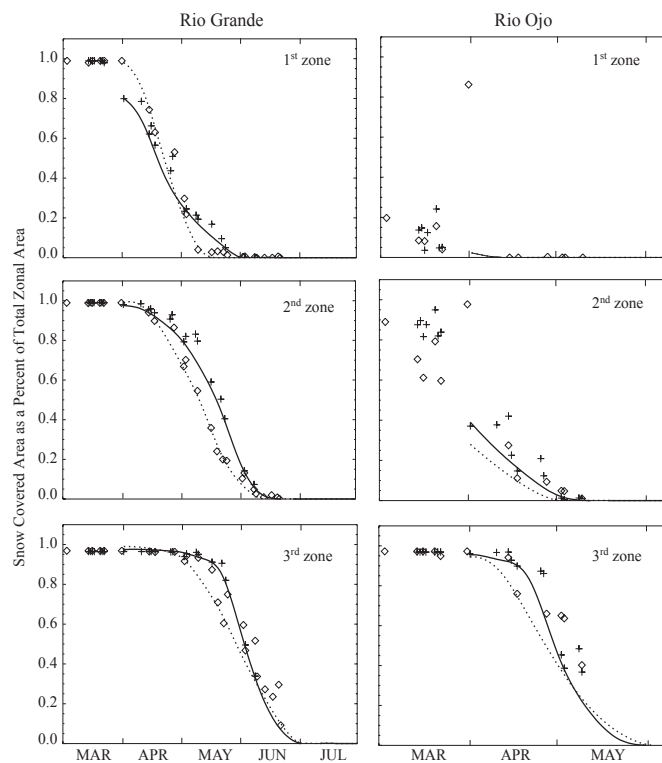 Rio Grande
Rio Ojo
Snow Covered Area as a Percent of Total Zonal Area
1st zone
1.0
0.8
0.6
0.4
0.2
0.0
1st zone
2nd zone
1.0
0.8
0.6
0.4
0.2
0.0
2nd zone
3rd zone
1.0
0.8
0.6
0.4
0.2
0.0
3rd zone
MAR APR MAY JUN JUL
MAR APR MAY